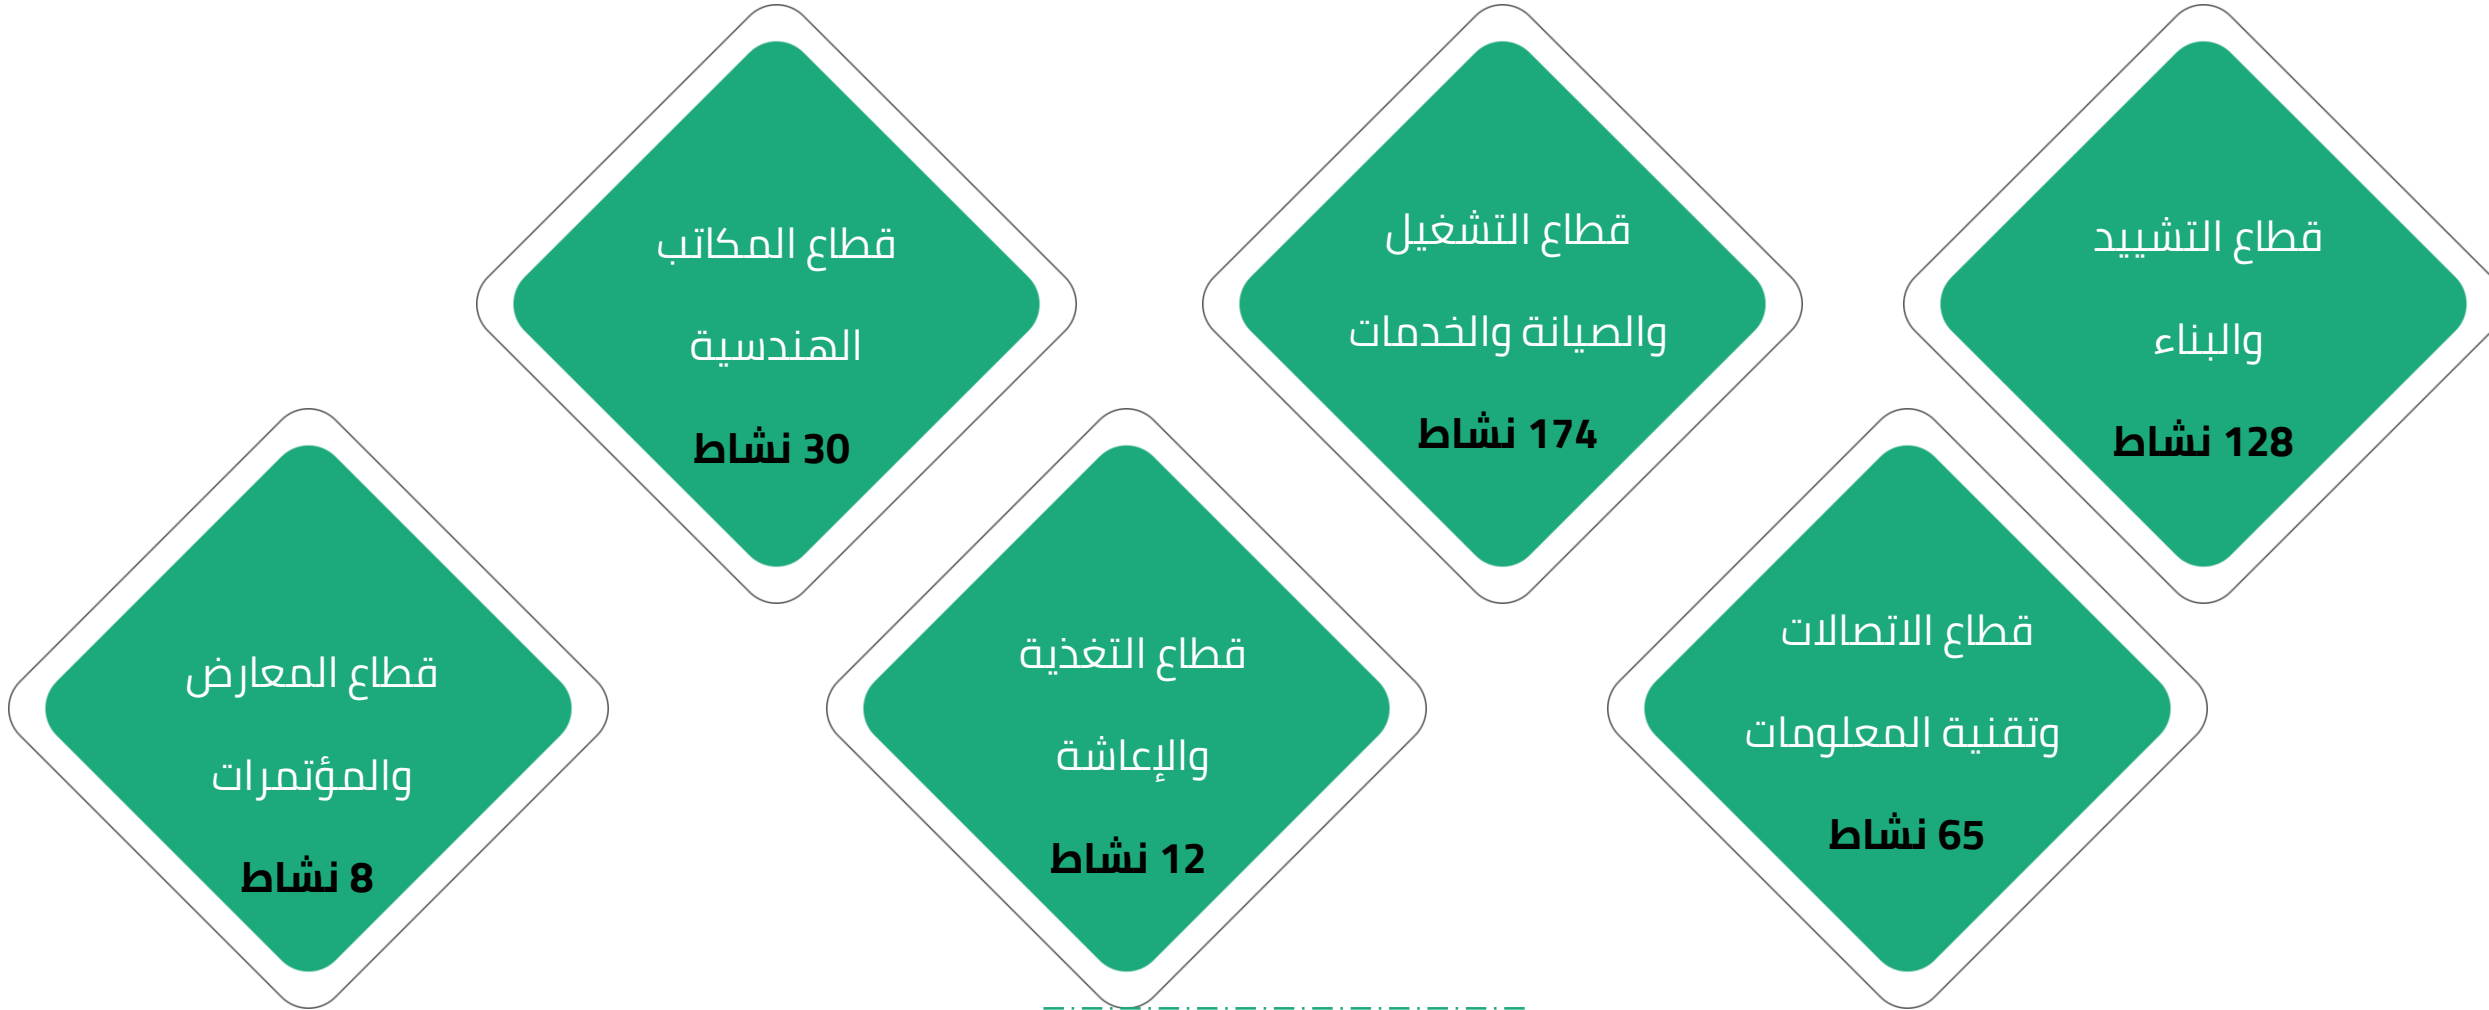 قطاع التشييد
والبناء
128 نشاط
قطاع التشغيل
والصيانة والخدمات
174 نشاط
قطاع المكاتب
الهندسية
30 نشاط
قطاع الاتصالات
وتقنية المعلومات
65 نشاط
قطاع التغذية
والإعاشة
12 نشاط
قطاع المعارض
والمؤتمرات
8 نشاط